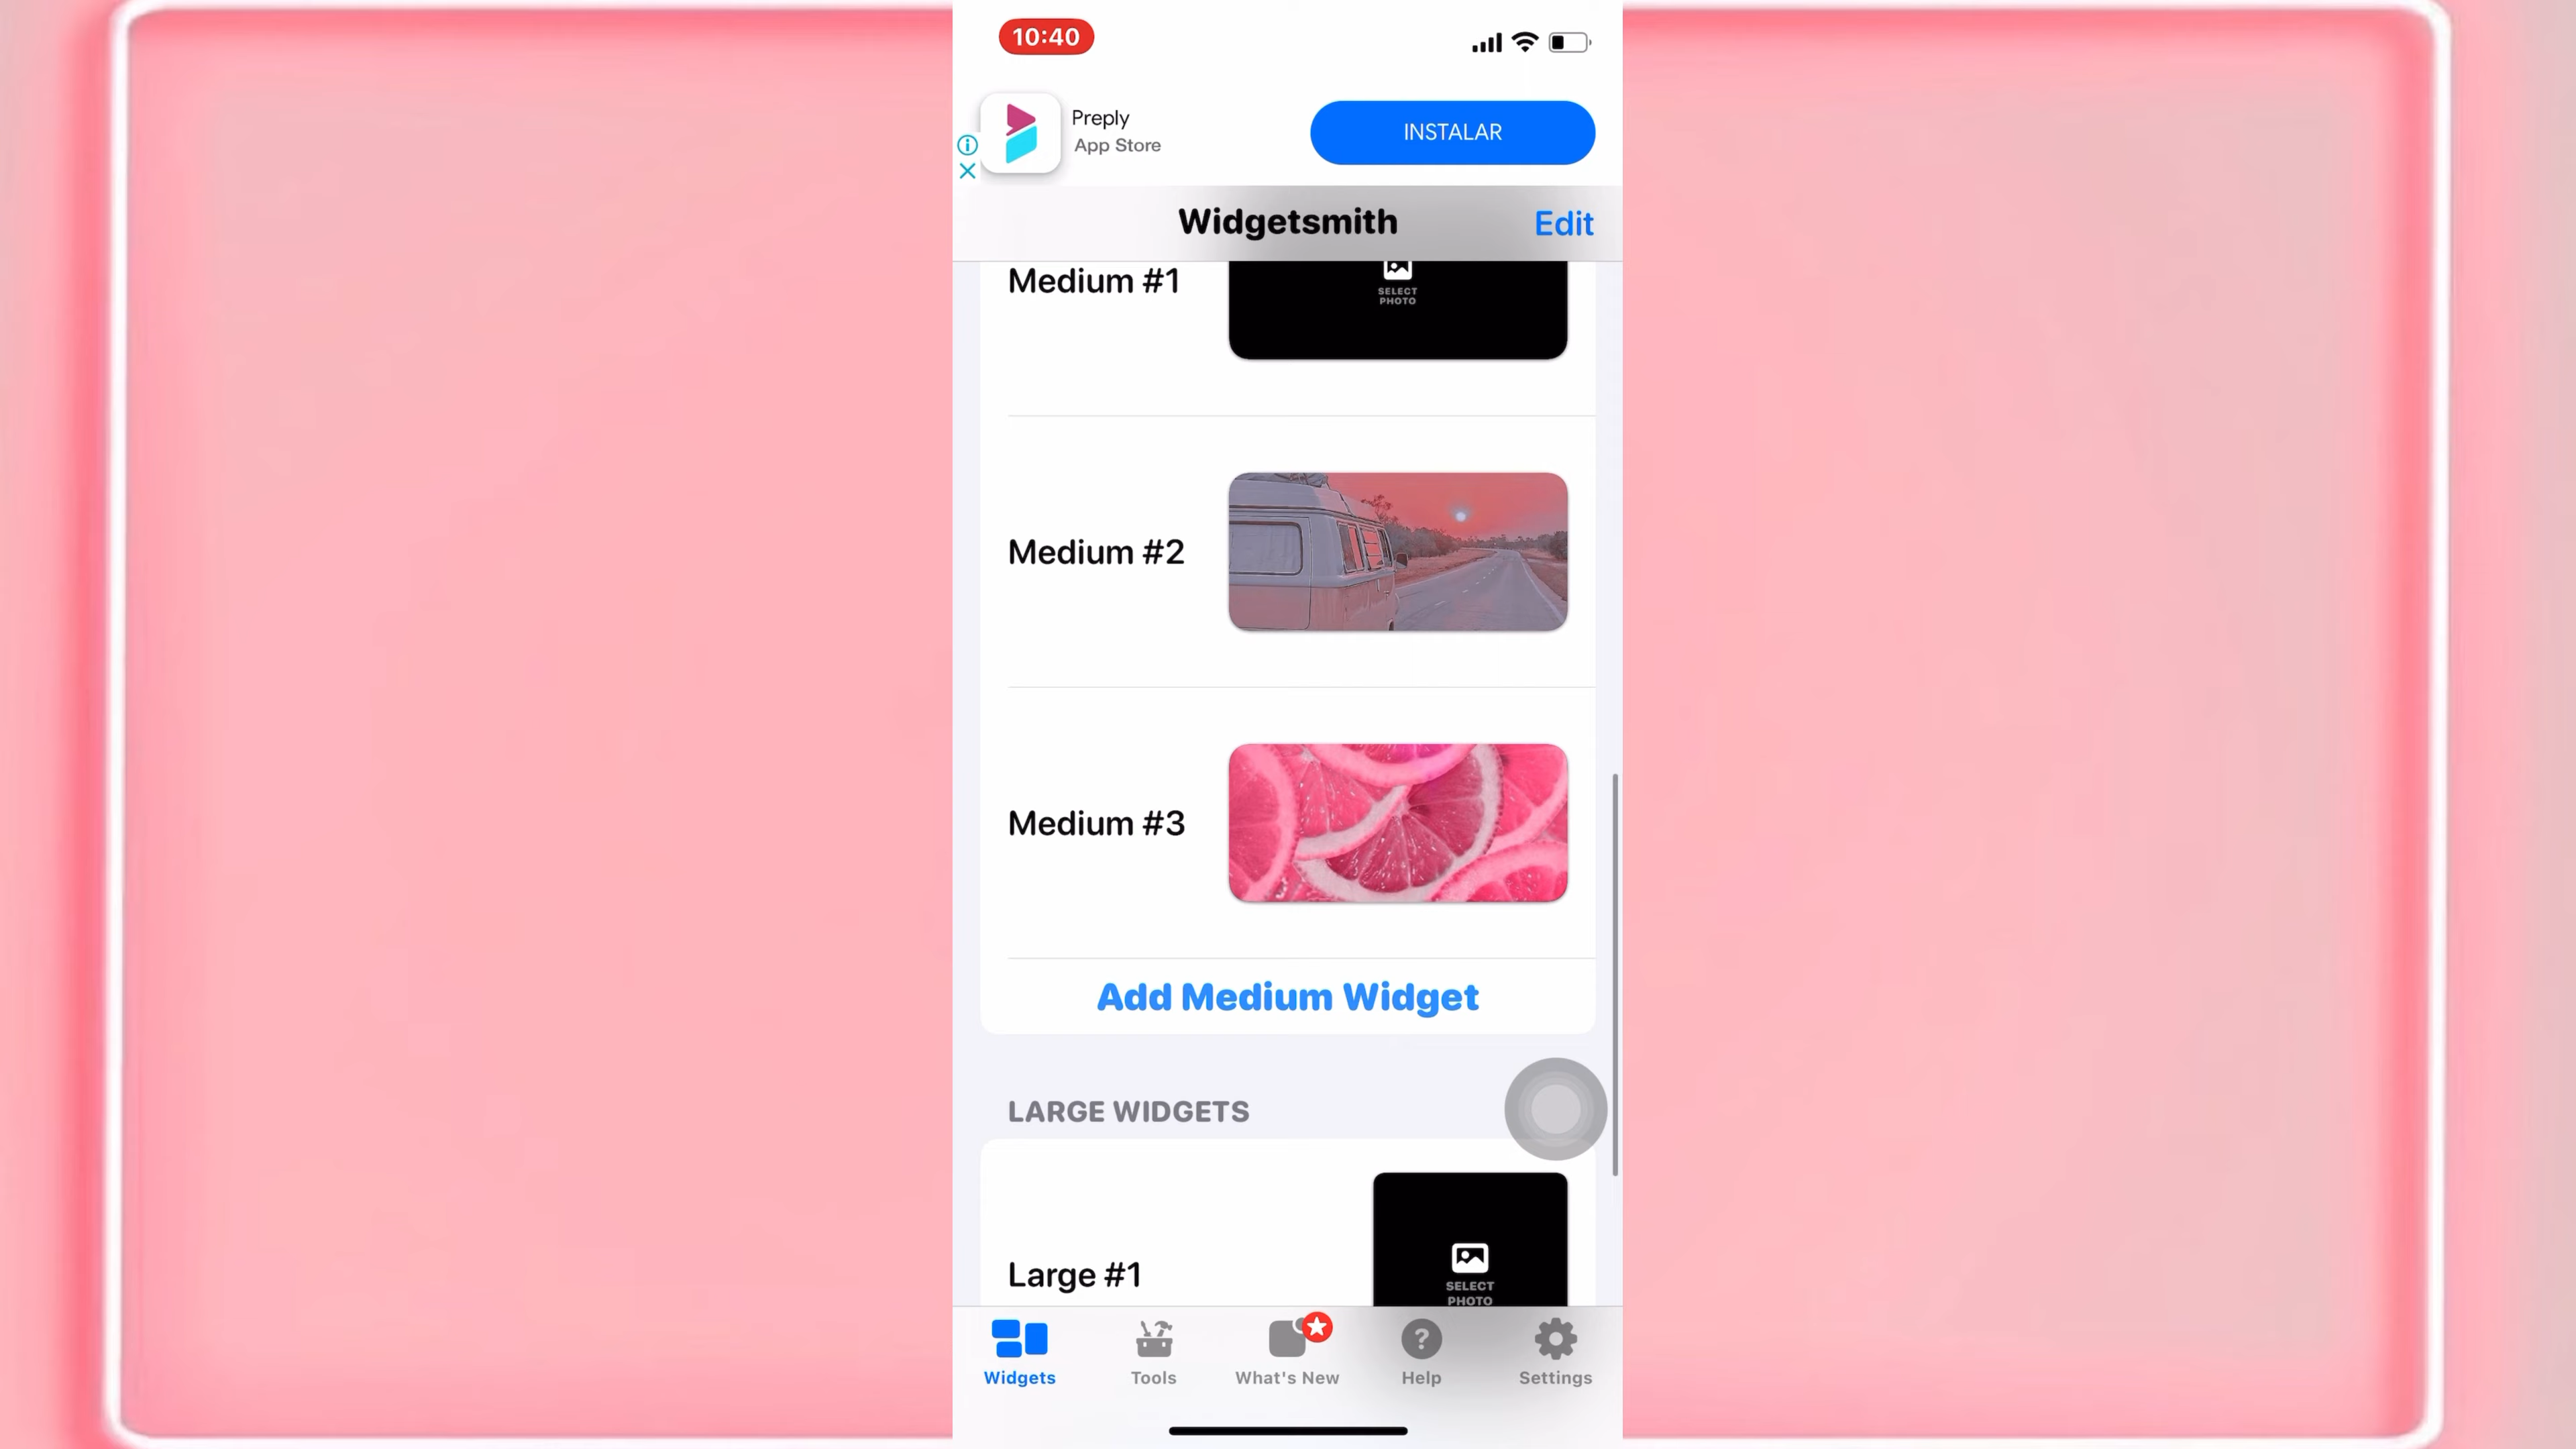 10:40
Preply
App Store
INSTALAR
Widgetsmith
Edit
Medium #1
SELECT
PHOTO
Medium #2
Medium #3
Add Medium Widget
LARGE WIDGETS
Large #1
SELECT
PHOTO
Widgets
Tools
What's New
Help
Settings